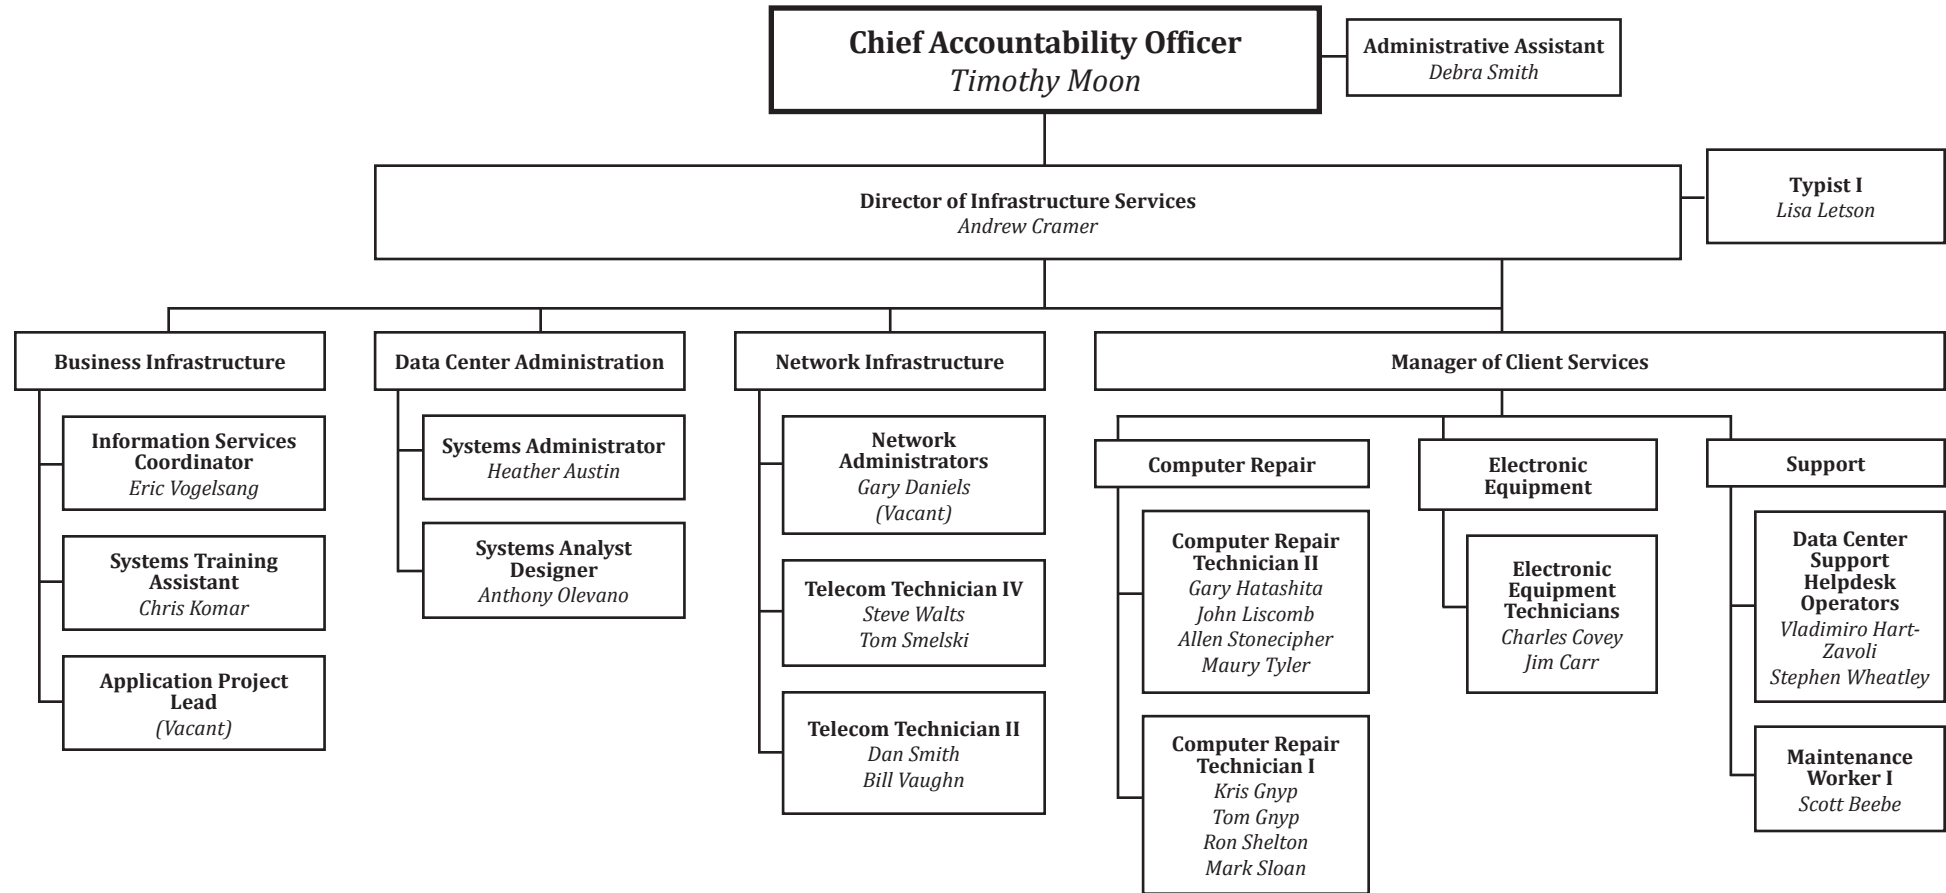 Chief Accountability Officer
Timothy Moon
Administrative Assistant
Debra Smith
Director of Infrastructure Services
Andrew Cramer
Typist I
Lisa Letson
Business Infrastructure
Information Services
Coordinator
Eric Vogelsang
Systems Training
Assistant
Chris Komar
Application Project
Lead
(Vacant)
Data Center Administration
Systems Administrator
Heather Austin
Systems Analyst
Designer
Anthony Olevano
Network Infrastructure
Network
Administrators
Gary Daniels
(Vacant)
Telecom Technician IV
Steve Walts
Tom Smelski
Telecom Technician II
Dan Smith
Bill Vaughn
Manager of Client Services
Computer Repair
Computer Repair
Technician II
Gary Hatashita
John Liscomb
Allen Stonecipher
Maury Tyler
Computer Repair
Technician I
Kris Gnyp
Tom Gnyp
Ron Shelton
Mark Sloan
Electronic
Equipment
Electronic
Equipment
Technicians
Charles Covey
Jim Carr
Support
Data Center
Support
Helpdesk
Operators
Vladimiro Hart-
Zavoli
Stephen Wheatley
Maintenance
Worker I
Scott Beebe